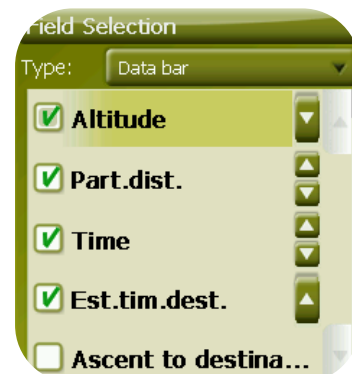 Field Selection
Type: Data bar
Altitude
Part.dist.
Time
Est.tim.dest.
Ascent to destina...